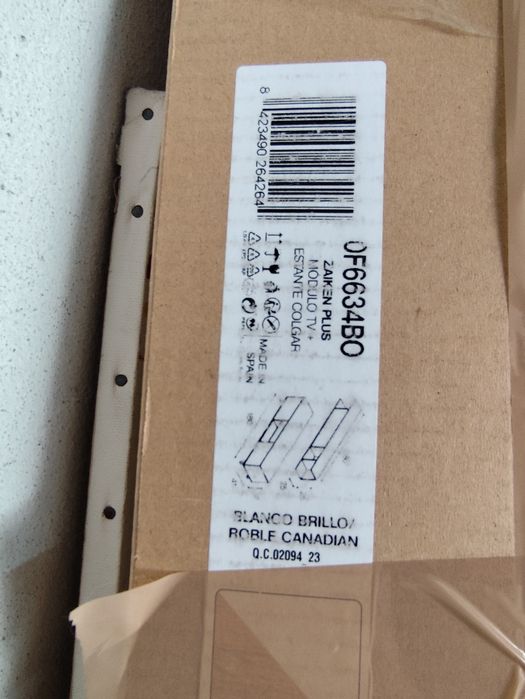 8 423490 264264
0F6634BO
ZAIKEN PLUS
MODULO TV +
ESTANTE COLGAR
MADE IN
SPAIN
BLANCO BRILLO/
ROBLE CANADIAN
Q.C.02094 23